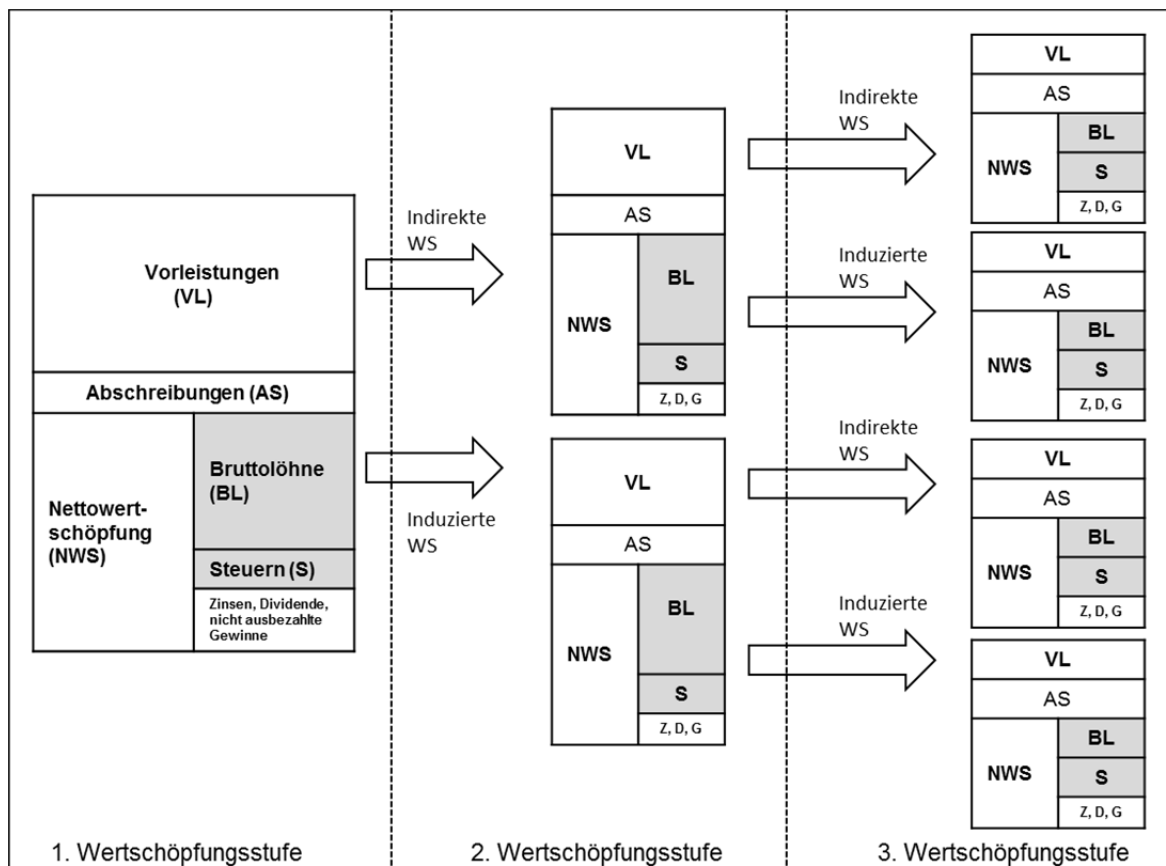 Vorleistungen
(VL)
Abschreibungen (AS)
Nettowert-
schöpfung
(NWS)
Bruttolöhne
(BL)
Steuern (S)
Zinsen, Dividende,
nicht ausbezahlte
Gewinne
1. Wertschöpfungsstufe
Indirekte
WS
Induzierte
WS
VL
AS
NWS
BL
S
Z, D, G
VL
AS
NWS
BL
S
Z, D, G
2. Wertschöpfungsstufe
Indirekte
WS
Induzierte
WS
Indirekte
WS
Induzierte
WS
VL
AS
NWS
BL
S
Z, D, G
VL
AS
NWS
BL
S
Z, D, G
VL
AS
NWS
BL
S
Z, D, G
VL
AS
NWS
BL
S
Z, D, G
3. Wertschöpfungsstufe